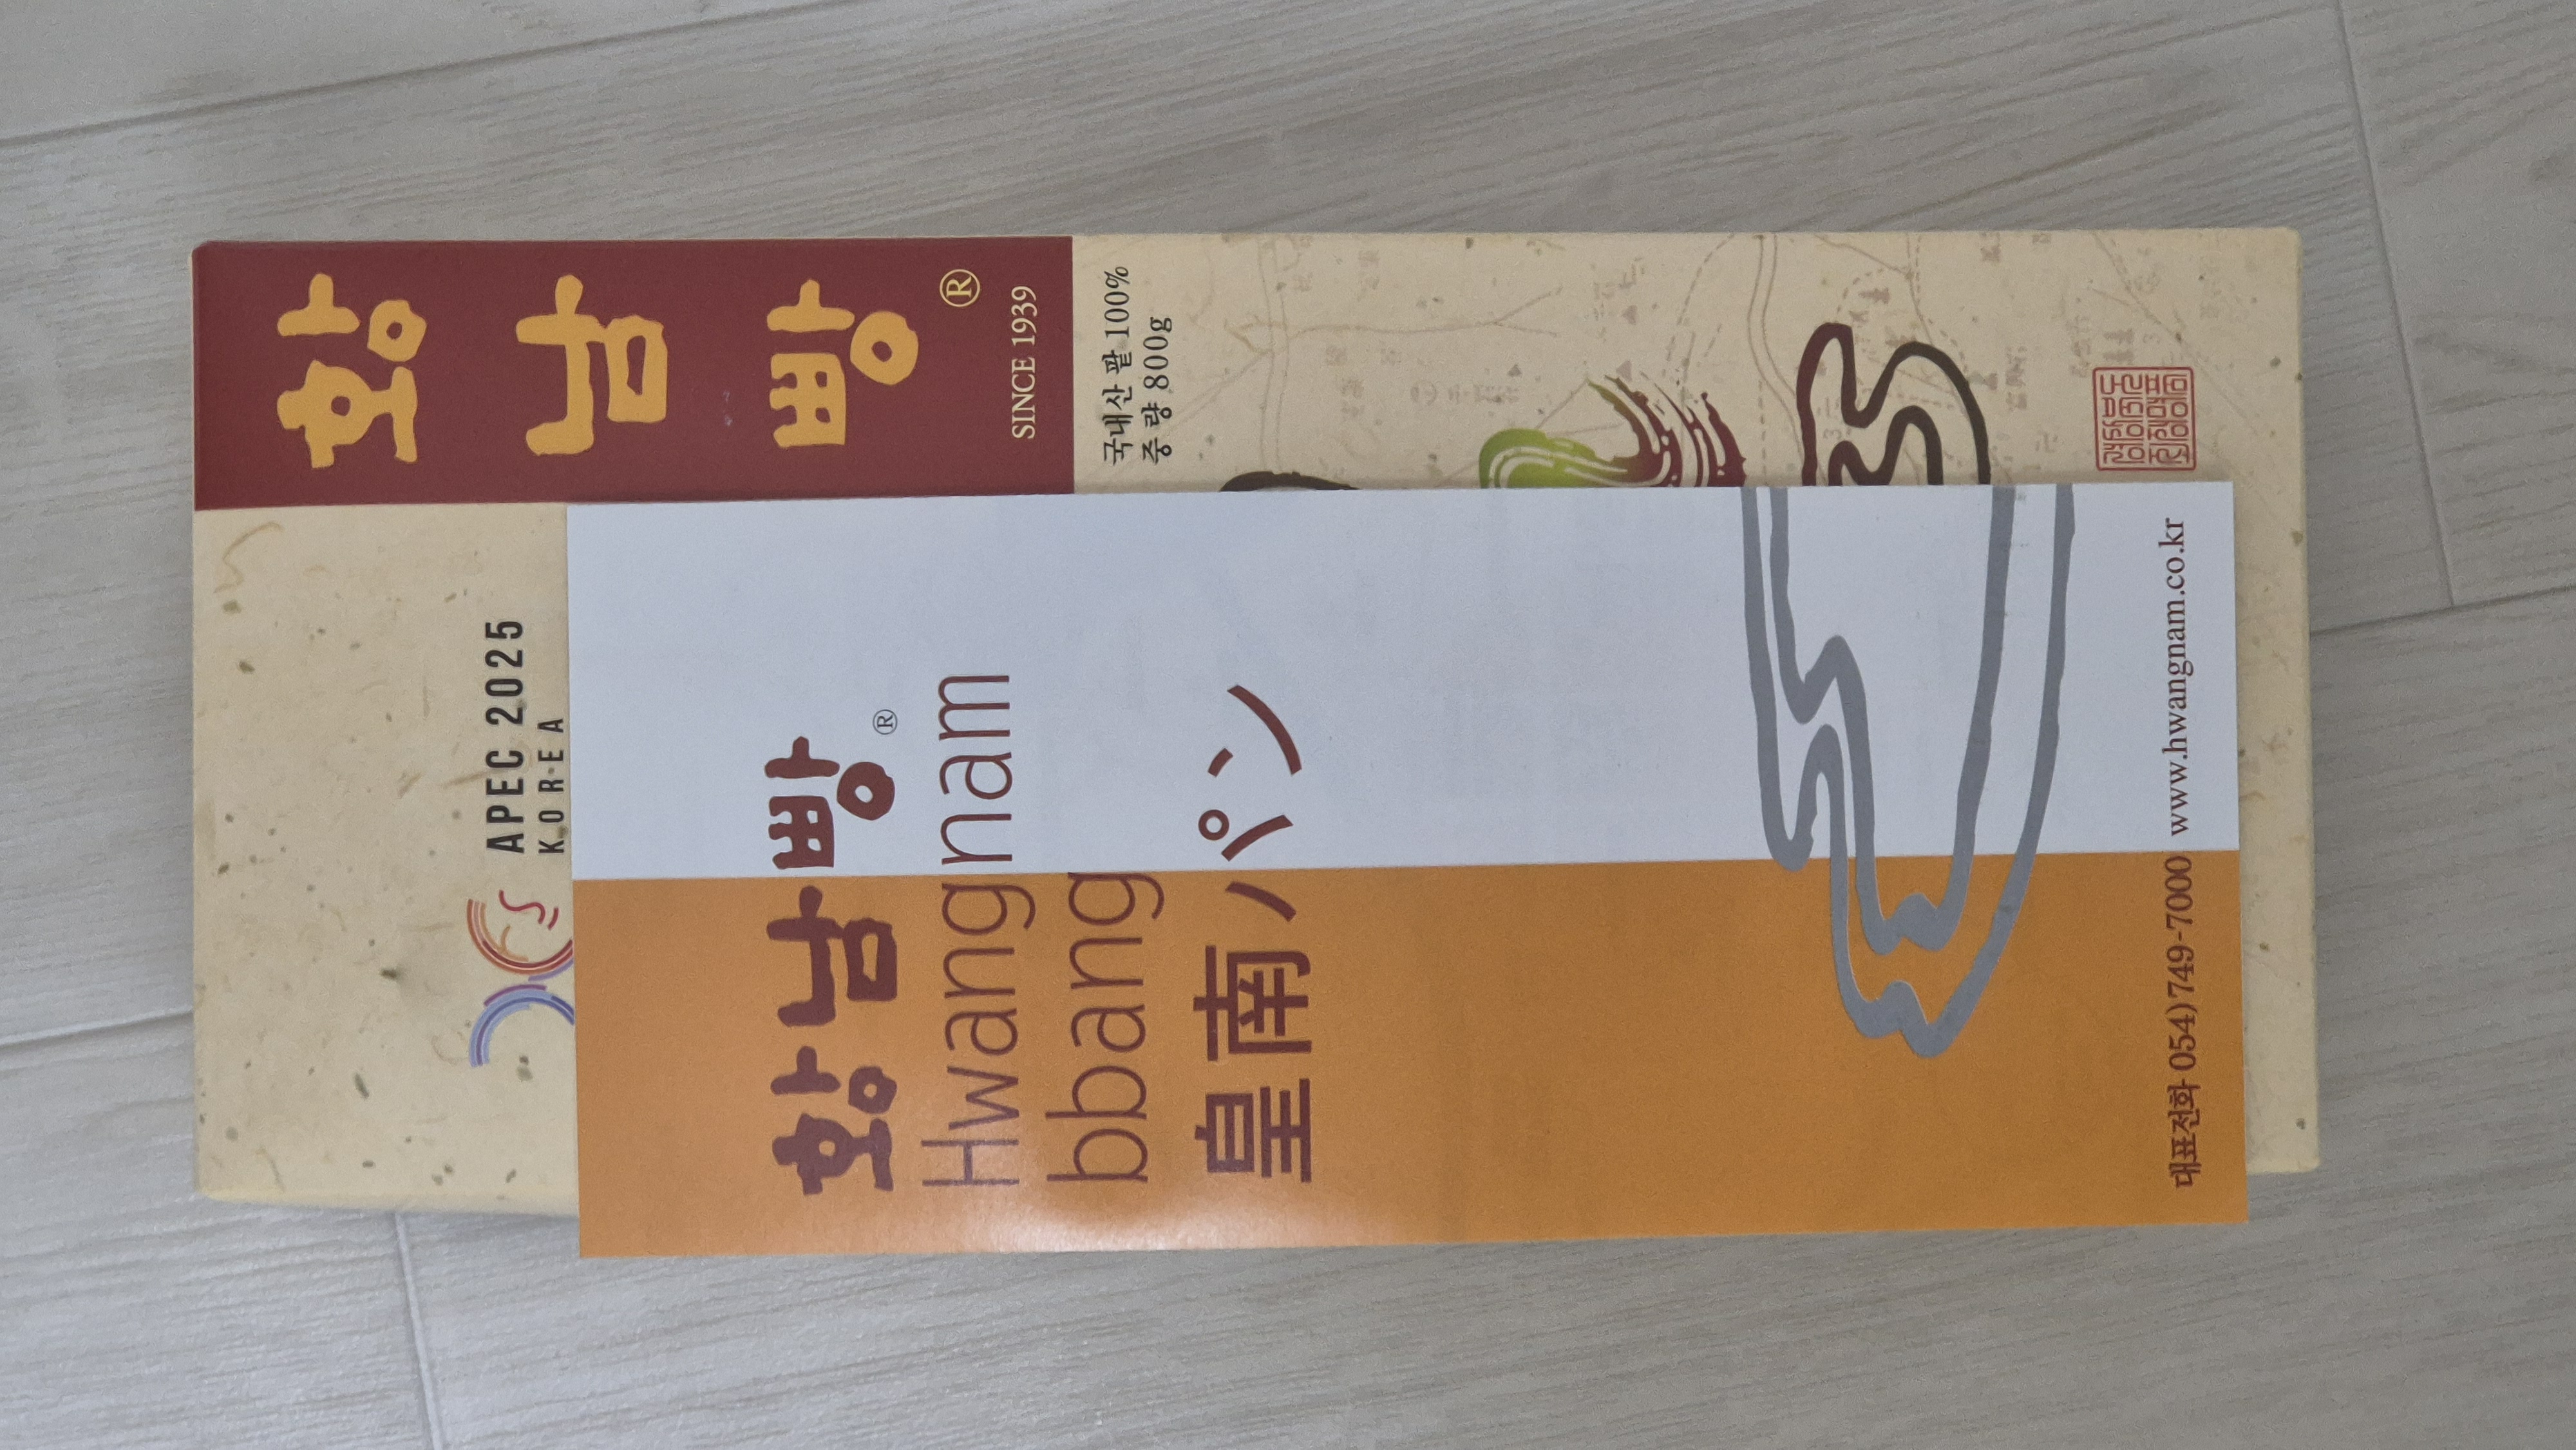 황남빵®
SINCE 1939
국내산 팥 100%
중 량 800g
APEC 2025
KOREA
황남빵®
Hwangnam
bbang
皇南パン
대표전화 054)749-7000 www.hwangnam.co.kr